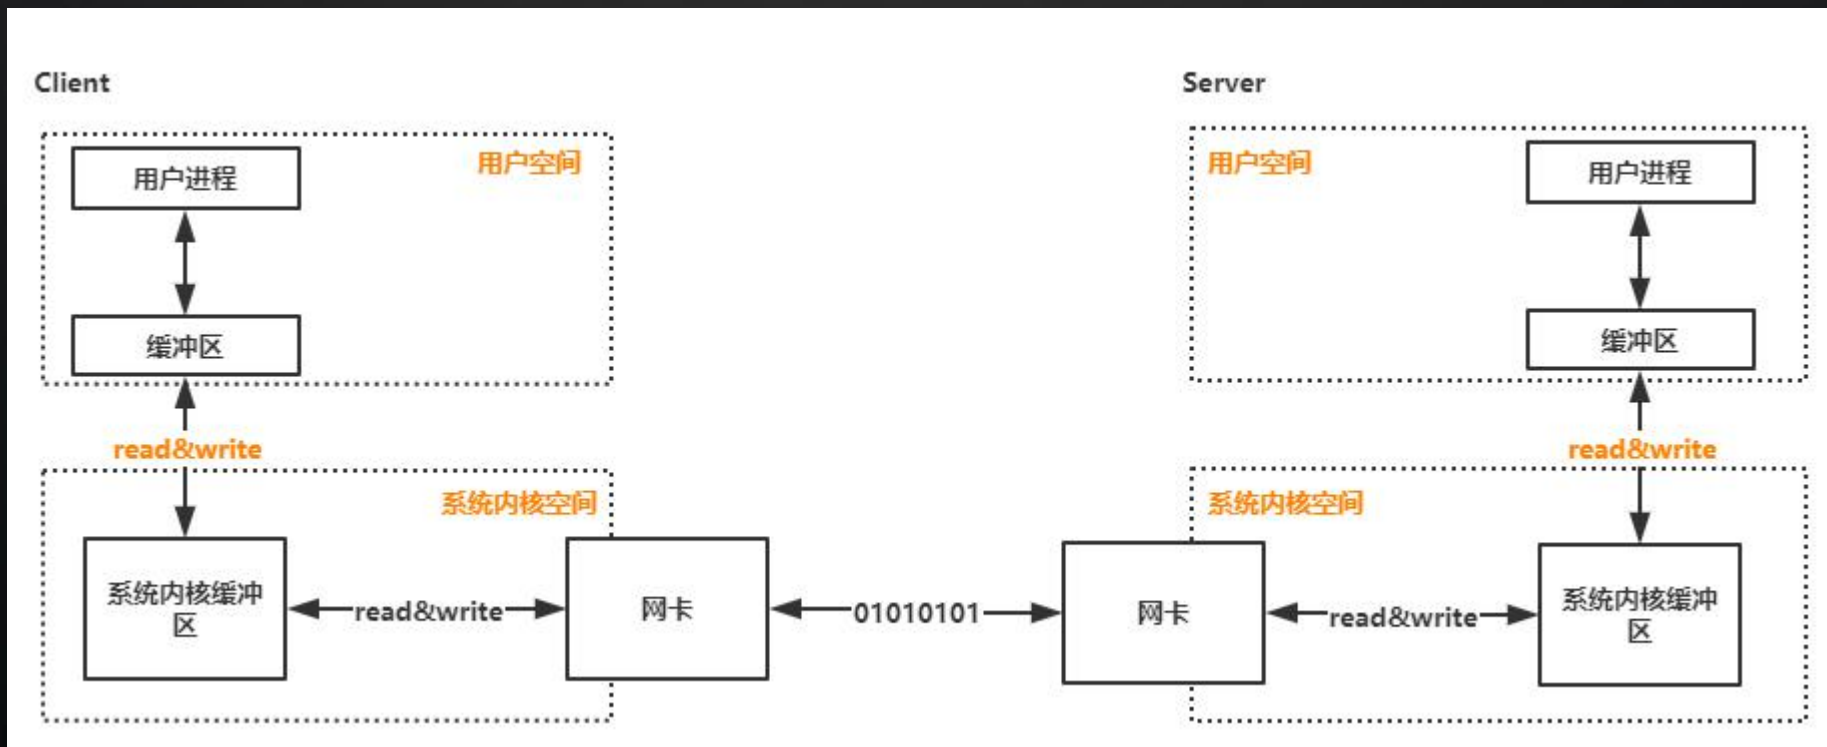 Client
Server
用户空间
用户进程
缓冲区
用户空间
用户进程
缓冲区
read&write
read&write
系统内核空间
系统内核空间
系统内核缓冲
区
read&write
网卡
01010101
网卡
read&write
系统内核缓冲
区